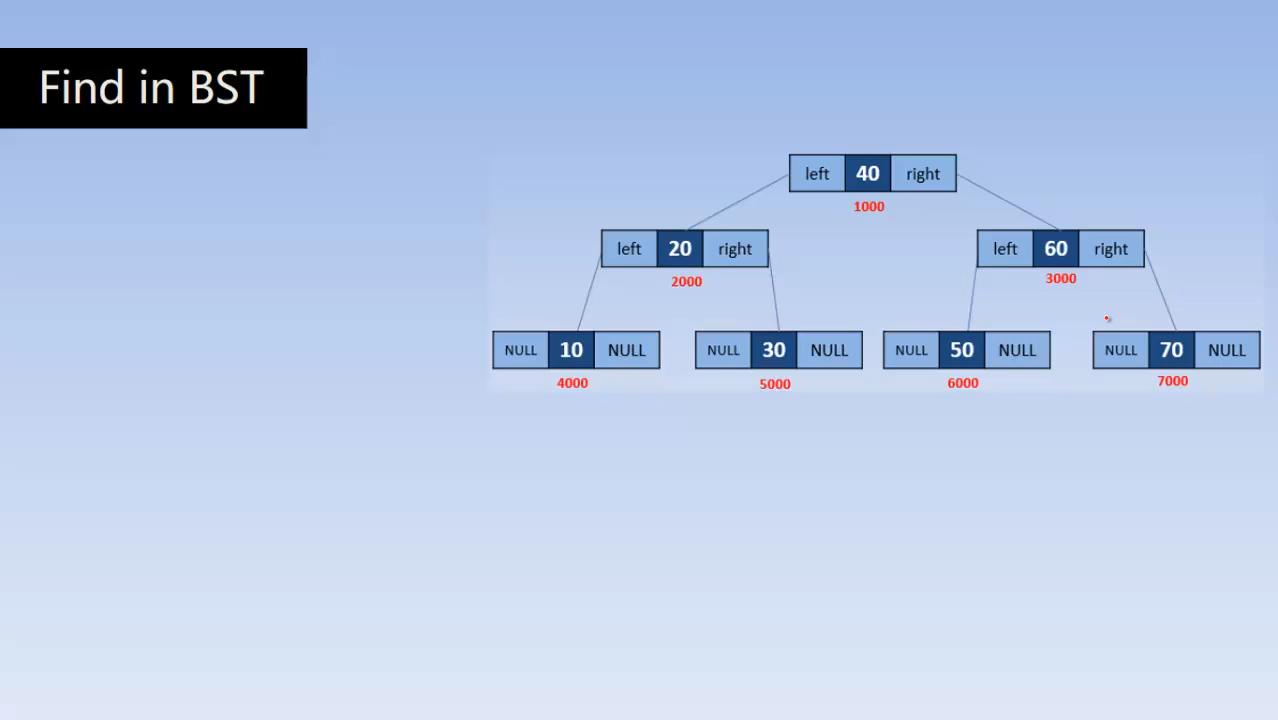 Find in BST
left 40 right
1000
left 20 right
2000
left 60 right
3000
NULL 10 NULL
4000
NULL 30 NULL
5000
NULL 50 NULL
6000
NULL 70 NULL
7000